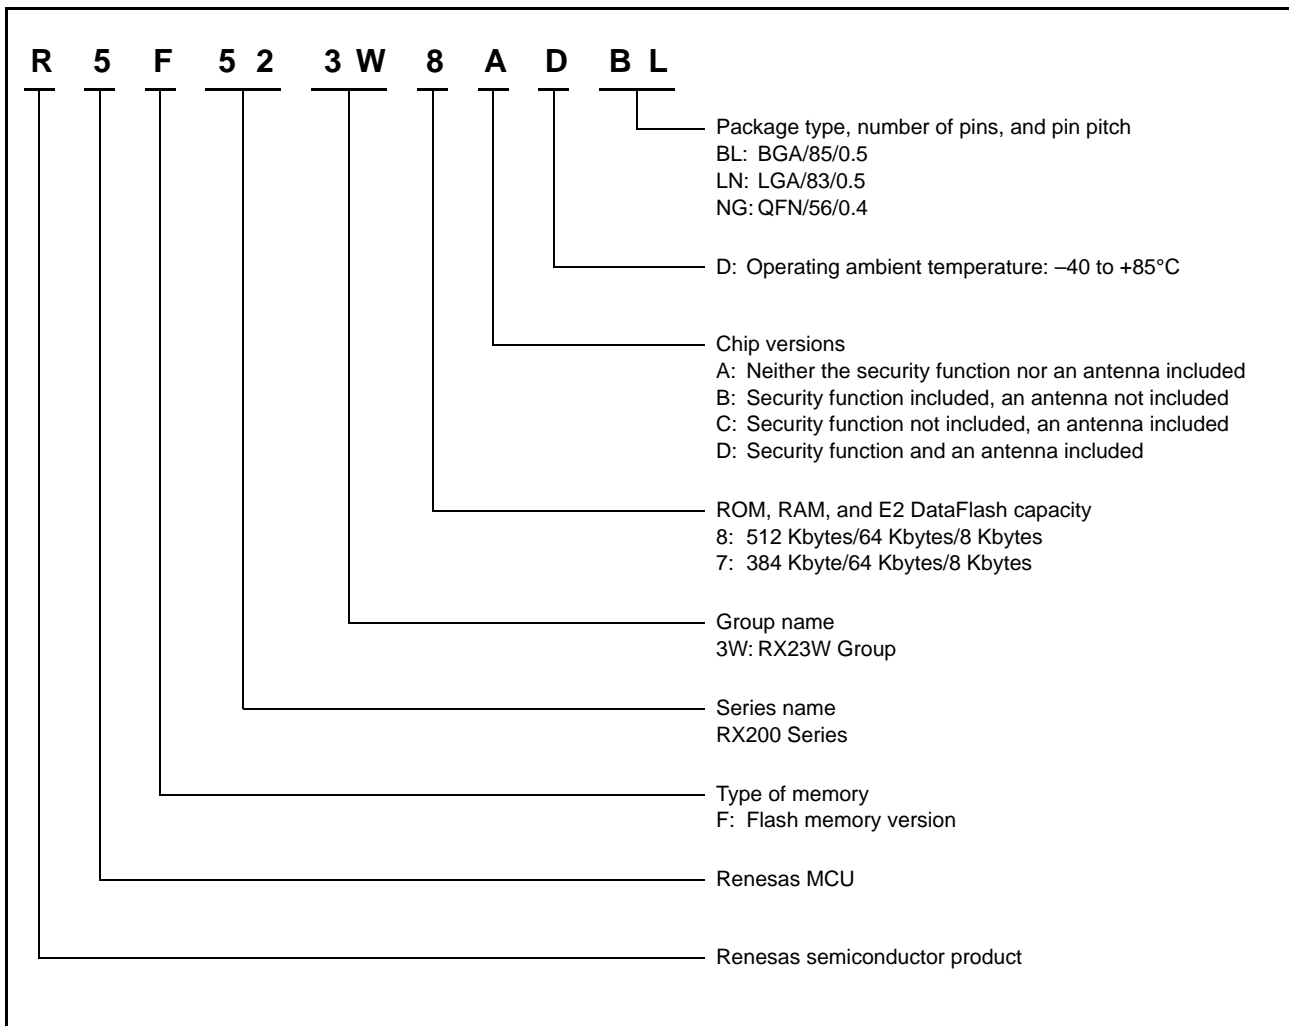 R 5 F 5 2 3 W 8 A D B L
Package type, number of pins, and pin pitch
BL: BGA/85/0.5
LN: LGA/83/0.5
NG: QFN/56/0.4
D: Operating ambient temperature: –40 to +85°C
Chip versions
A: Neither the security function nor an antenna included
B: Security function included, an antenna not included
C: Security function not included, an antenna included
D: Security function and an antenna included
ROM, RAM, and E2 DataFlash capacity
8: 512 Kbytes/64 Kbytes/8 Kbytes
7: 384 Kbyte/64 Kbytes/8 Kbytes
Group name
3W: RX23W Group
Series name
RX200 Series
Type of memory
F: Flash memory version
Renesas MCU
Renesas semiconductor product